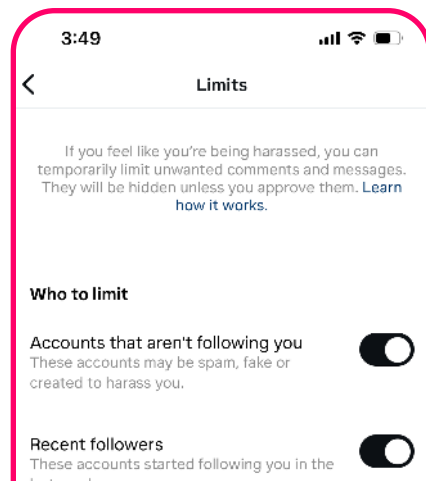 3:49
Limits
If you feel like you're being harassed, you can
temporarily limit unwanted comments and messages.
They will be hidden unless you approve them. Learn
how it works.
Who to limit
Accounts that aren't following you
These accounts may be spam, fake or
created to harass you.
Recent followers
These accounts started following you in the